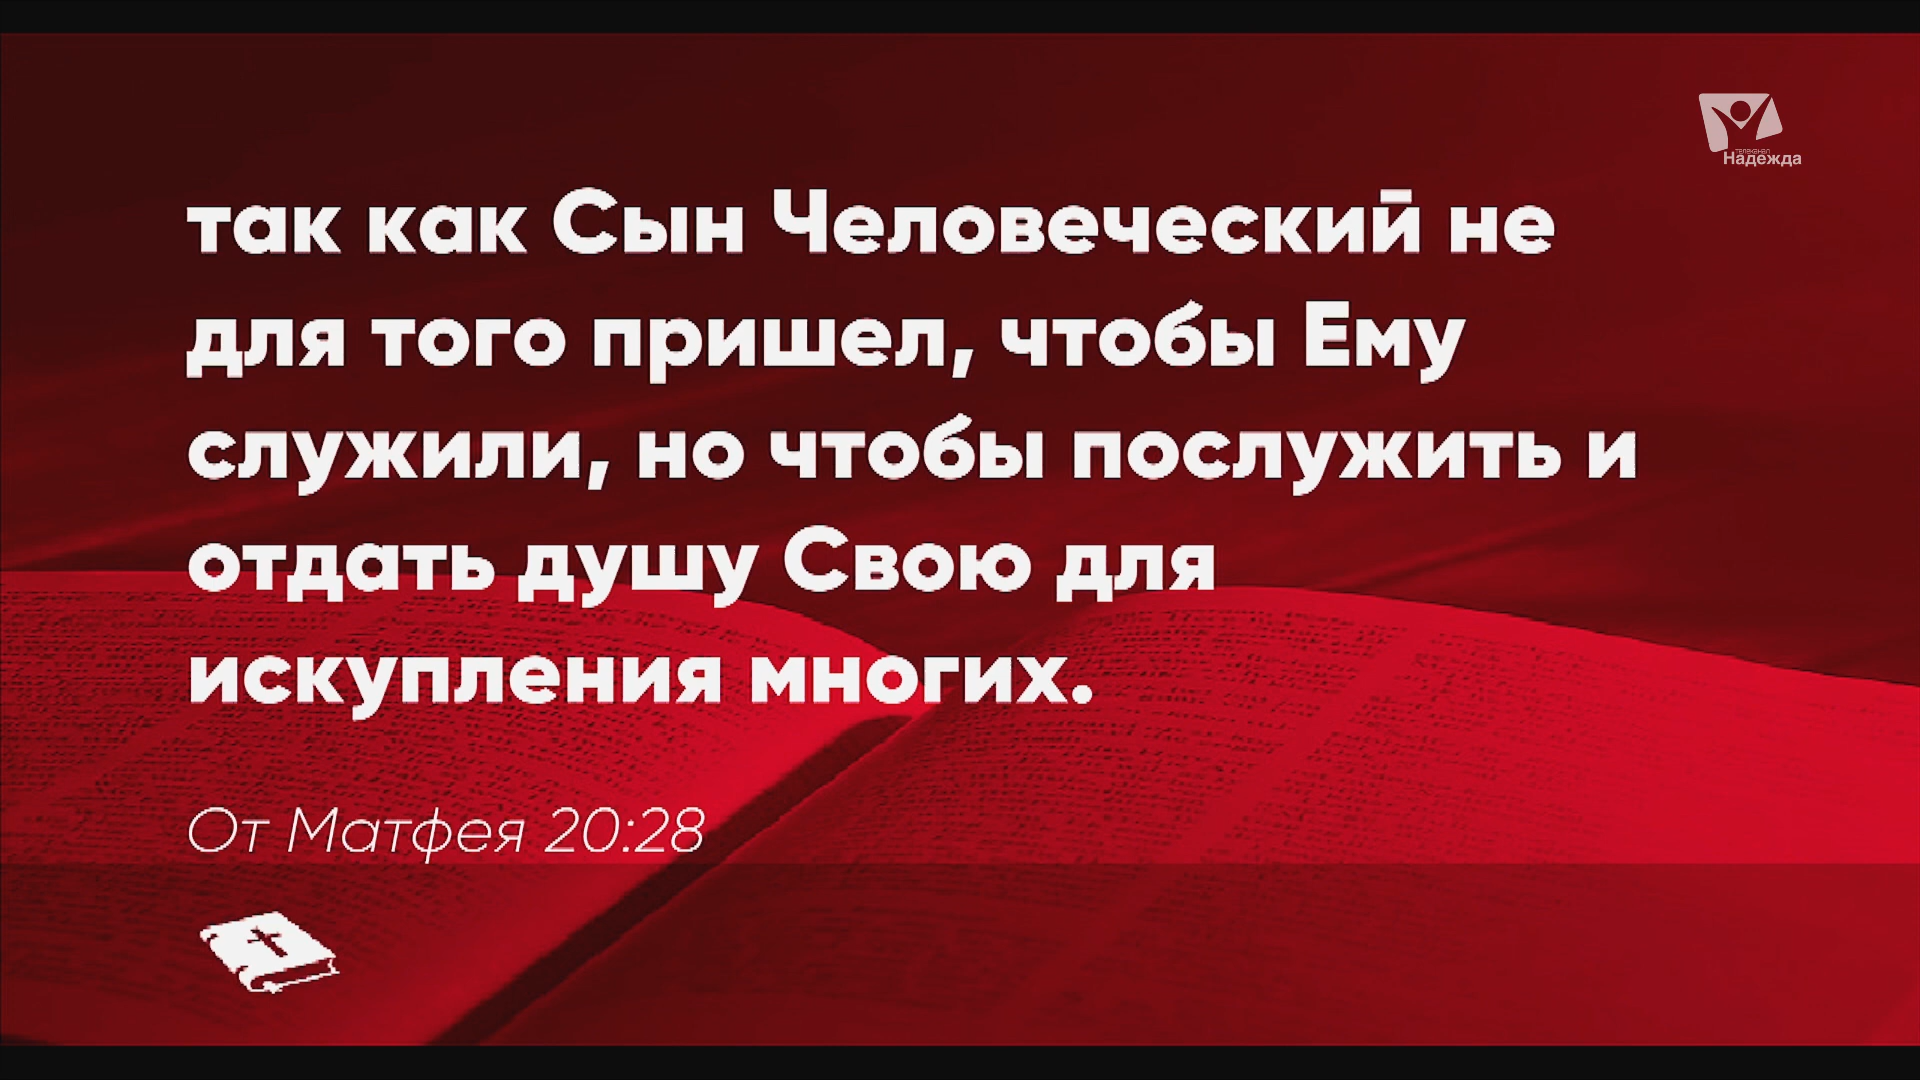 телеканал
Надежда
так как Сын Человеческий не
для того пришел, чтобы Ему
служили, но чтобы послужить и
отдать душу Свою для
искупления многих.
От Матфея 20:28